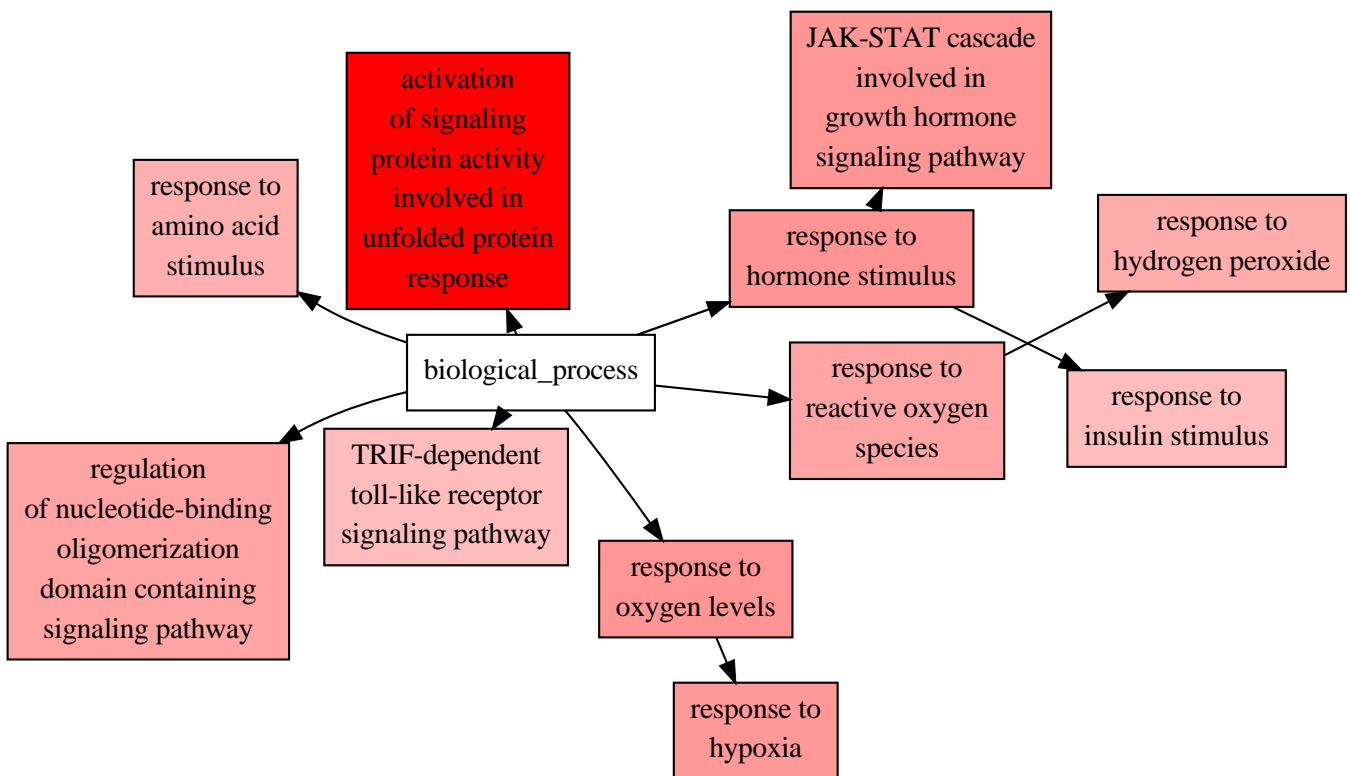 JAK-STAT cascade
involved in
growth hormone
signaling pathway
activation
of signaling
protein activity
involved in
unfolded protein
response
response to
amino acid
stimulus
response to
hormone stimulus
response to
hydrogen peroxide
biological_process
response to
reactive oxygen
species
response to
insulin stimulus
regulation
of nucleotide-binding
oligomerization
domain containing
signaling pathway
TRIF-dependent
toll-like receptor
signaling pathway
response to
oxygen levels
response to
hypoxia